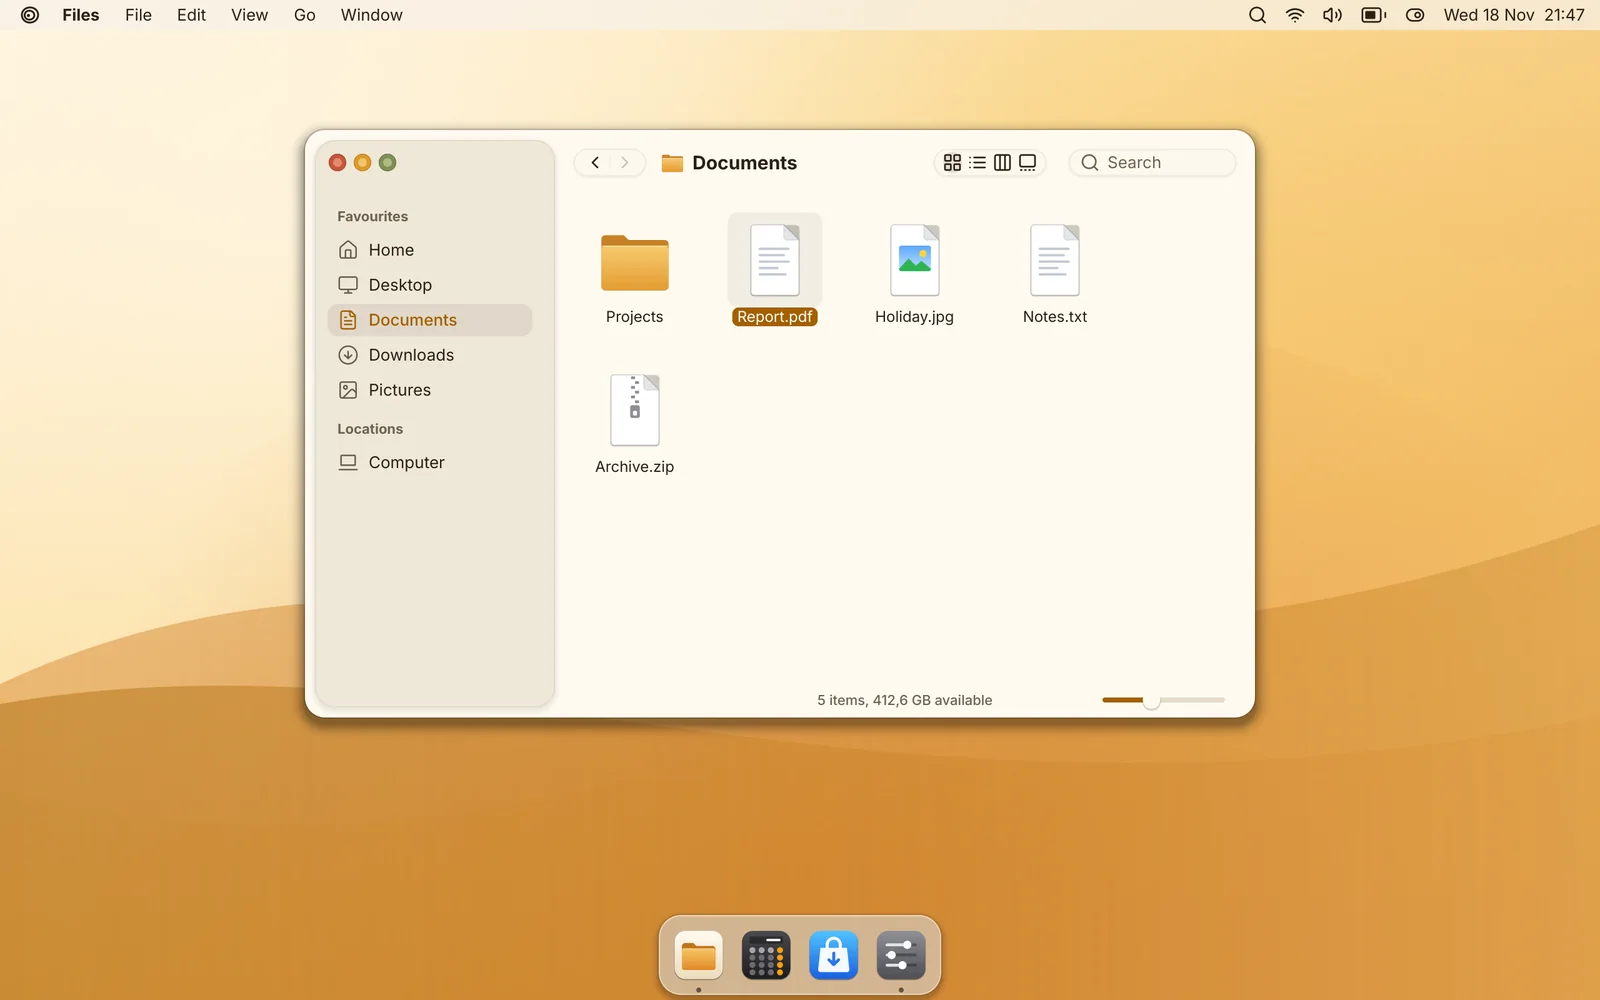 Files File Edit View Go Window Wed 18 Nov 21:47
Documents Search
Favourites
Home
Desktop
Documents
Downloads
Pictures
Locations
Computer
Projects Report.pdf Holiday.jpg Notes.txt
Archive.zip
5 items, 412,6 GB available